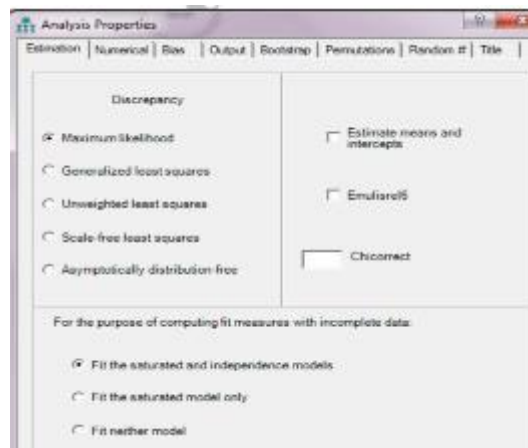 Analysis Properties
Estimation | Numerical | Bias | Output | Bootstrap | Permutations | Random # | Title
Discrepancy
Maximum likelihood
Generalized least squares
Unweighted least squares
Scale-free least squares
Asymptotically distribution-free
Estimate means and
intercepts
Emulisrel6
Chicorrect
For the purpose of computing fit measures with incomplete data:
Fit the saturated and independence models
Fit the saturated model only
Fit neither model